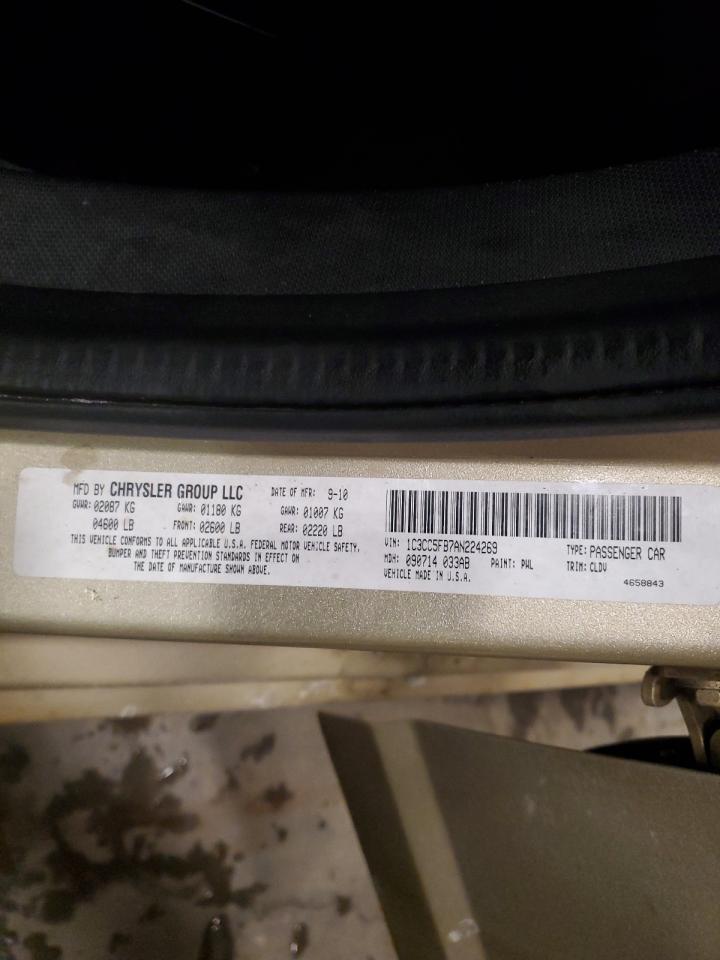 MFD BY CHRYSLER GROUP LLC DATE OF MFR: 9-10
GVWR: 02087 KG GAWR: 01180 KG GAWR: 01007 KG
04600 LB FRONT: 02600 LB REAR: 02220 LB
THIS VEHICLE CONFORMS TO ALL APPLICABLE U.S.A. FEDERAL MOTOR VEHICLE SAFETY,
BUMPER AND THEFT PREVENTION STANDARDS IN EFFECT ON
THE DATE OF MANUFACTURE SHOWN ABOVE.
VIN: 1C3CC5FB7AN224269 TYPE: PASSENGER CAR
MDH: 090714 033AB PAINT: PWL TRIM: CLDV
VEHICLE MADE IN U.S.A.
4658843